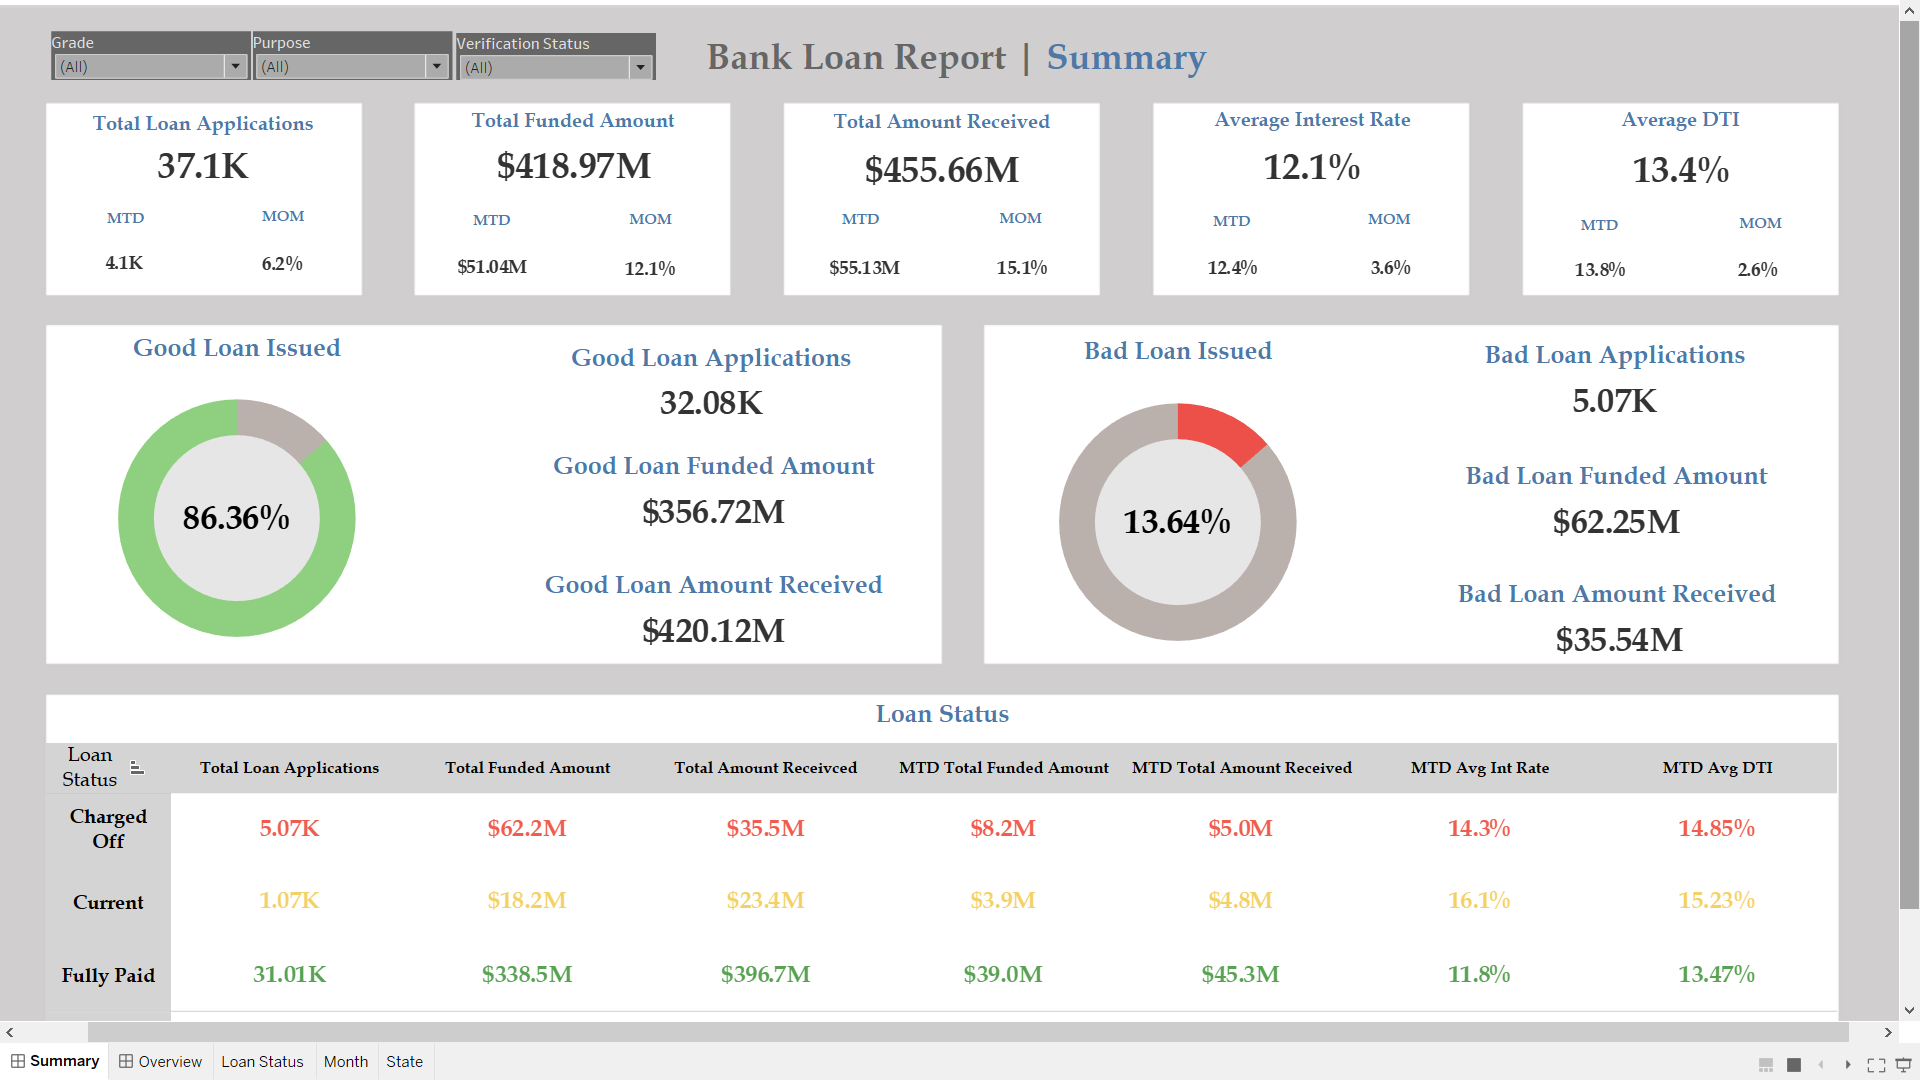 Grade
(All)
Purpose
(All)
Verification Status
(All)
Bank Loan Report | Summary
Total Loan Applications
37.1K
MTD MOM
4.1K 6.2%
Total Funded Amount
$418.97M
MTD MOM
$51.04M 12.1%
Total Amount Received
$455.66M
MTD MOM
$55.13M 15.1%
Average Interest Rate
12.1%
MTD MOM
12.4% 3.6%
Average DTI
13.4%
MTD MOM
13.8% 2.6%
Good Loan Issued
86.36%
Good Loan Applications
32.08K
Good Loan Funded Amount
$356.72M
Good Loan Amount Received
$420.12M
Bad Loan Issued
13.64%
Bad Loan Applications
5.07K
Bad Loan Funded Amount
$62.25M
Bad Loan Amount Received
$35.54M
Loan Status
Loan
Status
Total Loan Applications Total Funded Amount Total Amount Receivced MTD Total Funded Amount MTD Total Amount Received MTD Avg Int Rate MTD Avg DTI
Charged
Off
5.07K $62.2M $35.5M $8.2M $5.0M 14.3% 14.85%
Current 1.07K $18.2M $23.4M $3.9M $4.8M 16.1% 15.23%
Fully Paid 31.01K $338.5M $396.7M $39.0M $45.3M 11.8% 13.47%
Summary Overview Loan Status Month State